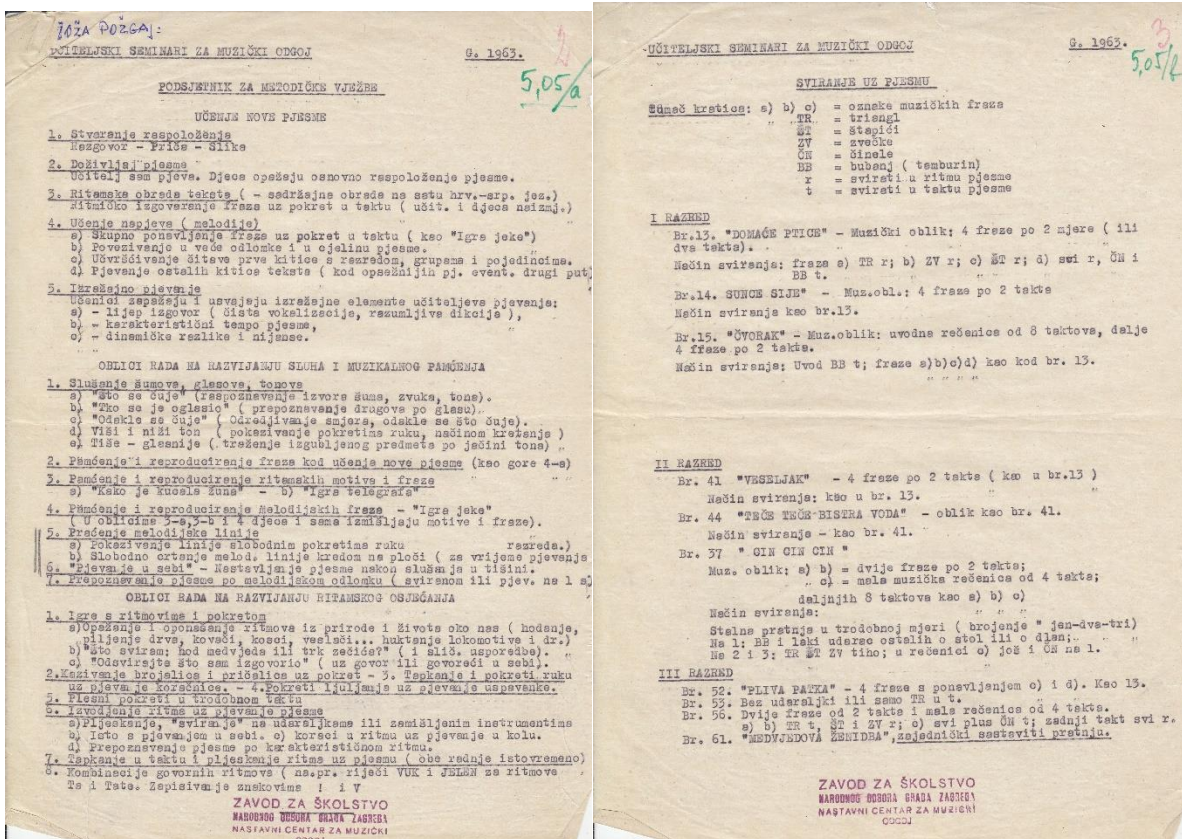 JOŽA POŽGAJ:
UČITELJSKI SEMINARI ZA MUZIČKI ODGOJ G. 1963.
2
5,05/a
PODSJETNIK ZA METODIČKE VJEŽBE
UČENJE NOVE PJESME
1. Stvaranje raspoloženja
Razgovor - Priča - Slika
2. Doživljaj pjesme
Učitelj sam pjeva. Djeca opažaju osnovno raspoloženje pjesme.
3. Ritamska obrada teksta ( - sadržajna obrada na satu hrv.-srp. jez.)
Ritmičko izgovaranje fraza uz pokret u taktu ( učit. i djeca naizmj.)
4. Učenje napjeva ( melodije)
a) Skupno ponavljanje fraza uz pokret u taktu ( kao "Igra jeke")
b) Povezivanje u veće odlomke i u cjelinu pjesme.
c) Učvršćivanje čitave prve kitice s razredom, grupama i pojedincima.
d) Pjevanje ostalih kitica teksta ( kod opsežnijih pj. event. drugi put)
5. Izražajno pjevanje
Učenici zapažaju i usvajaju izražajne elemente učiteljeva pjevanja:
a) - lijep izgovor ( čista vokalizacija, razumljiva dikcija ),
b) - karakteristični tempo pjesme,
c) - dinamičke razlike i nijanse.
OBLICI RADA NA RAZVIJANJU SLUHA I MUZIKALNOG PAMĆENJA
1. Slušanje šumova, glasova, tonova
a) "Što se čuje" (raspoznavanje izvora šuma, zvuka, tona).
b) "Tko se je oglasio" ( prepoznavanje drugova po glasu).
c) "Odakle se čuje" ( Odredjivanje smjera, odakle se što čuje).
d) Viši i niži ton ( pokazivanje pokretima ruku, načinom kretanja )
e) Tiše - glasnije ( traženje izgubljenog predmeta po jačini tona)
2. Pamćenje i reproduciranje fraza kod učenja nove pjesme (kao gore 4-a)
3. Pamćenje i reproduciranje ritamskih motiva i fraza
a) "Kako je kucala žuna" - b) "Igra telegrafa"
4. Pamćenje i reproduciranje melodijskih fraza - "Igra jeke"
( U oblicima 3-a,3-b i 4 djeca i sama izmišljaju motive i fraze).
5. Praćenje melodijske linije
a) Pokazivanje linije slobodnim pokretima ruku razreda.)
b) Slobodno crtanje melod. linije kredom na ploči ( za vrijeme pjevanja
6. "Pjevanje u sebi" - Nastavljanje pjesme nakon slušanja u tišini.
7. Prepoznavanje pjesme po melodijskom odlomku ( sviranom ili pjev. na l a)
OBLICI RADA NA RAZVIJANJU RITAMSKOG OSJEĆANJA
1. Igre s ritmovima i pokretom
a)Opažanje i oponašanje ritmova iz prirode i života oko nas ( hodanje,
piljenje drva, kovači, kosci, veslači... huktanje lokomotive i dr.)
b)"Što sviram: hod medvjeda ili trk zečića?" ( i slič. usporedbe).
c) "Odsvirajte što sam izgovorio" ( uz govor ili govoreći u sebi).
2.Kazivanje brojalica i pričalica uz pokret - 3. Tapkanje i pokreti ruku
uz pjevanje koračnice. - 4.Pokreti ljuljanja uz pjevanje uspavanke.
5. Plesni pokreti u trodobnom taktu
6. Izvodjenje ritma uz pjevanje pjesme
a)Pljeskanje, "sviranje" na udaraljkama ili zamišljenim instrumentima
b) Isto s pjevanjem u sebi. c) koraci u ritmu uz pjevanje u kolu.
d) Prepoznavanje pjesme po karakterističnom ritmu.
7. Tapkanje u taktu i pljeskanje ritma uz pjesmu ( obe radnje istovremeno)
8. Kombinacije govornih ritmova ( na.pr. riječi VUK i JELEN za ritmove
Ta i Tate. Zapisivanje znakovima I i V
ZAVOD ZA ŠKOLSTVO
NARODNOG ODBORA GRADA ZAGREBA
NASTAVNI CENTAR ZA MUZIČKI
ODGOJ
UČITELJSKI SEMINARI ZA MUZIČKI ODGOJ G. 1963.
3
5,05/b
SVIRANJE UZ PJESMU
Tumač kratica: a) b) c) = oznake muzičkih fraza
TR = triangl
ŠT = štapići
ZV = zvečke
ČN = činele
BB = bubanj ( tamburin)
r = svirati u ritmu pjesme
t = svirati u taktu pjesme
I RAZRED
Br.13. "DOMAĆE PTICE" - Muzički oblik: 4 fraze po 2 mjere ( ili
dva takta).
Način sviranja: fraza a) TR r; b) ZV r; c) ŠT r; d) svi r, ČN i
BB t.
Br.14. SUNCE SIJE" - Muz.obl.: 4 fraze po 2 takta
Način sviranja kao br.13.
Br.15. "ČVORAK" - Muz.oblik: uvodna rečenica od 8 taktova, dalje
4 fraze po 2 takta.
Način sviranja: Uvod BB t; fraze a)b)c)d) kao kod br. 13.
II RAZRED
Br. 41 "VESELJAK" - 4 fraze po 2 takta ( kao u br.13 )
Način sviranja: kao u br. 13.
Br. 44 "TEČE TEČE BISTRA VODA" - oblik kao br. 41.
Način sviranja - kao br. 41.
Br. 37 " CIN CIN CIN "
Muz. oblik: a) b) = dvije fraze po 2 takta;
" c) = mala muzička rečenica od 4 takta;
daljnjih 8 taktova kao a) b) c)
Način sviranja:
Stalna pratnja u trodobnoj mjeri ( brojenje " jen-dva-tri)
Na 1: BB i laki udarac ostalih o stol ili o dlan;
Na 2 i 3: TR ŠT ZV tiho; u rečenici c) još i ČN na 1.
III RAZRED
Br. 52. "PLIVA PATKA" - 4 fraze s ponavljanjem c) i d). Kao 13.
Br. 53. Bez udaraljki ili samo TR u t.
Br. 56. Dvije fraze od 2 takta i mala rečenica od 4 takta.
a) b) TR t, ŠT i ZV r; c) svi plus ČN t; zadnji takt svi r.
Br. 61. "MEDVJEDOVA ŽENIDBA", zajednički sastaviti pratnju.
ZAVOD ZA ŠKOLSTVO
NARODNOG ODBORA GRADA ZAGREBA
NASTAVNI CENTAR ZA MUZIČKI
ODGOJ